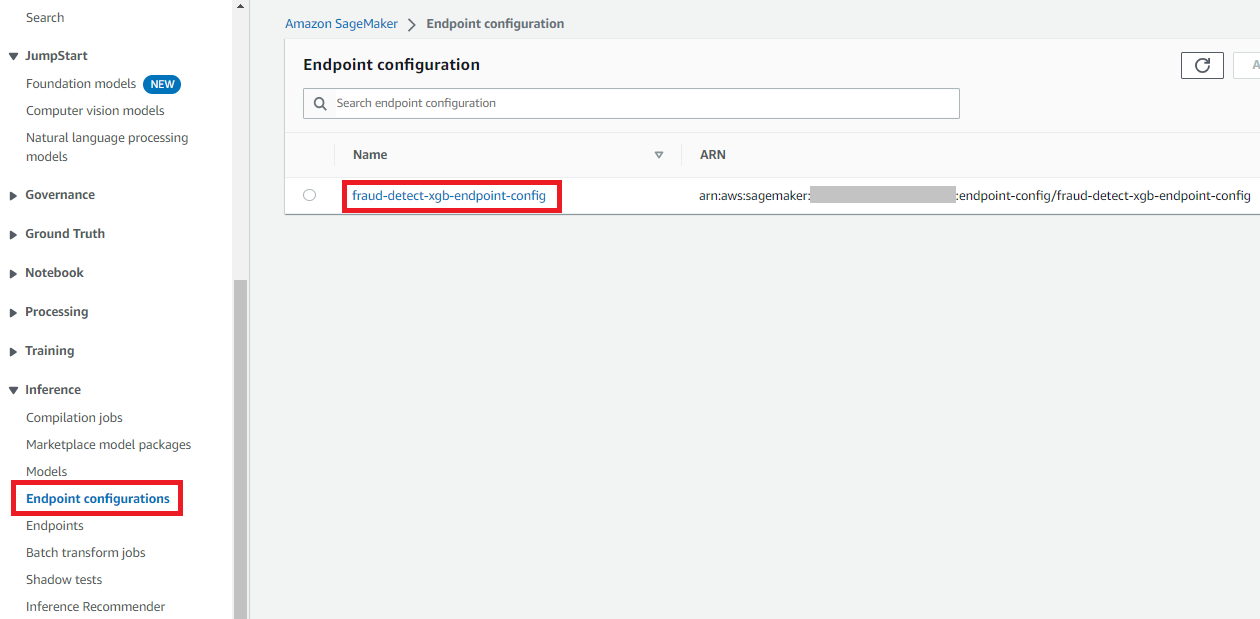 Search
JumpStart
Foundation models NEW
Computer vision models
Natural language processing
models
Governance
Ground Truth
Notebook
Processing
Training
Inference
Compilation jobs
Marketplace model packages
Models
Endpoint configurations
Endpoints
Batch transform jobs
Shadow tests
Inference Recommender
Amazon SageMaker > Endpoint configuration
Endpoint configuration
A
Search endpoint configuration
Name ARN
fraud-detect-xgb-endpoint-config arn:aws:sagemaker: :endpoint-config/fraud-detect-xgb-endpoint-config